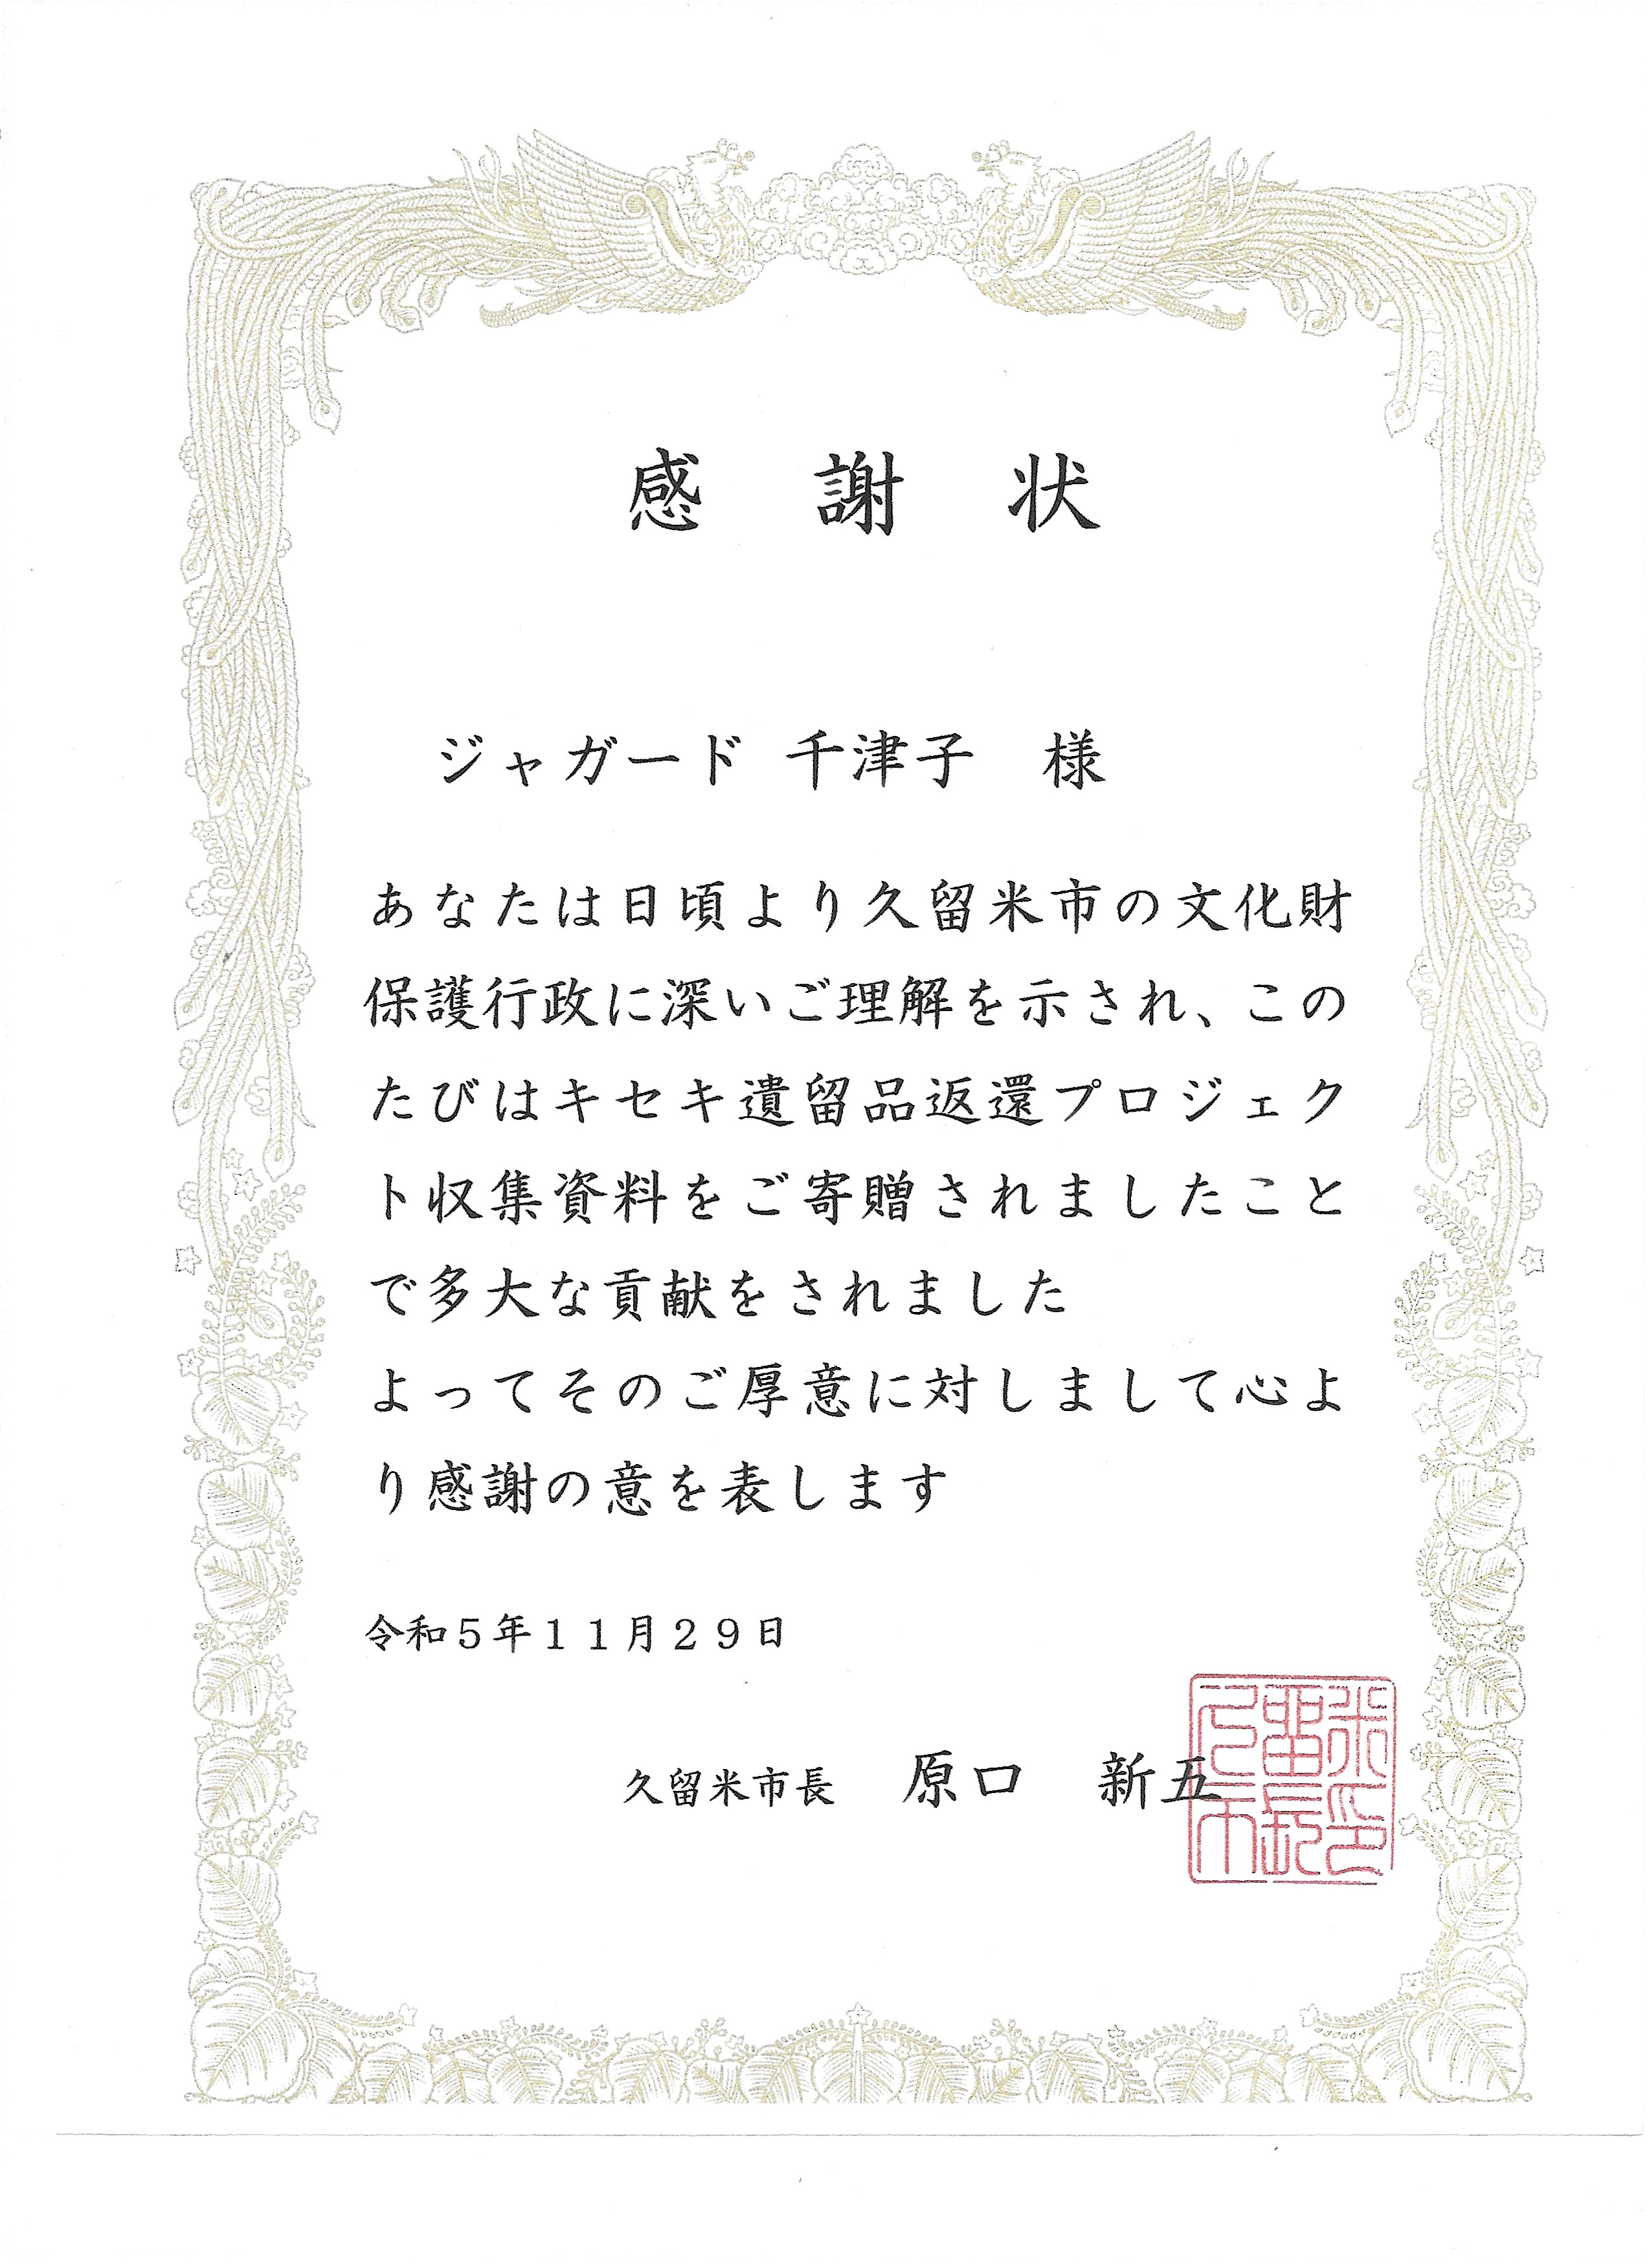 感謝状
ジャガード 千津子 様
あなたは日頃より久留米市の文化財
保護行政に深いご理解を示され、この
たびはキセキ遺留品返還プロジェク
ト収集資料をご寄贈されましたこと
で多大な貢献をされました
よってそのご厚意に対しまして心よ
り感謝の意を表します
令和５年１１月２９日
久留米市長 原口 新五
久留米市長印